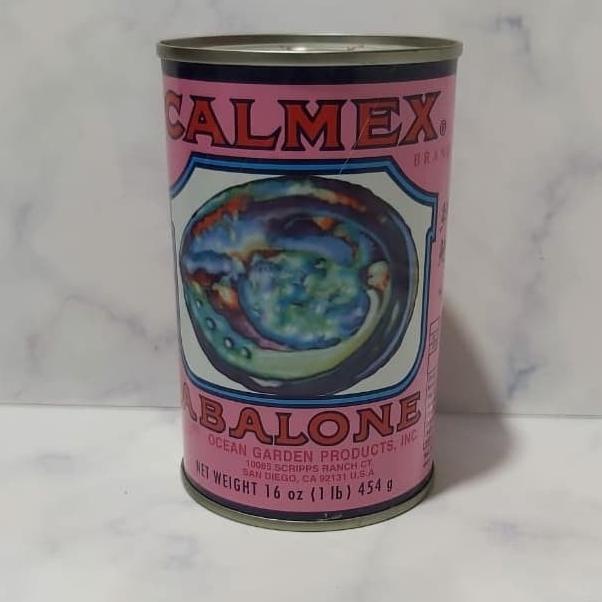 CALMEX®
BRAND
ABALONE
OCEAN GARDEN PRODUCTS, INC.
10085 SCRIPPS RANCH CT.
SAN DIEGO, CA 92131 U.S.A
NET WEIGHT 16 oz (1 lb) 454 g